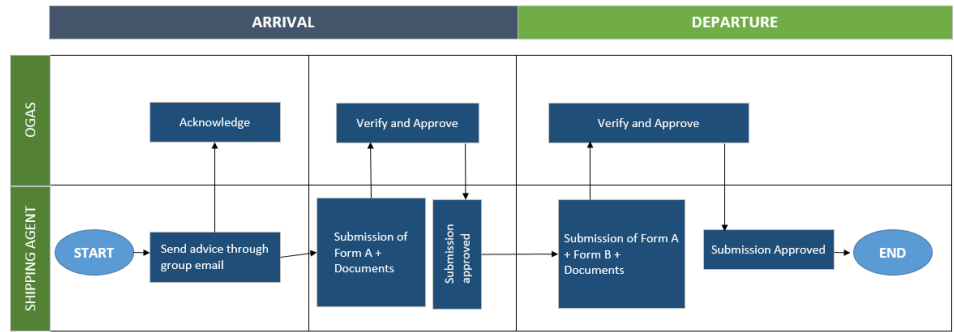 ARRIVAL
DEPARTURE
OGAS
Acknowledge
Verify and Approve
Verify and Approve
SHIPPING AGENT
START
Send advice through
group email
Submission of
Form A +
Documents
Submission
approved
Submission of Form A
+ Form B +
Documents
Submission Approved
END